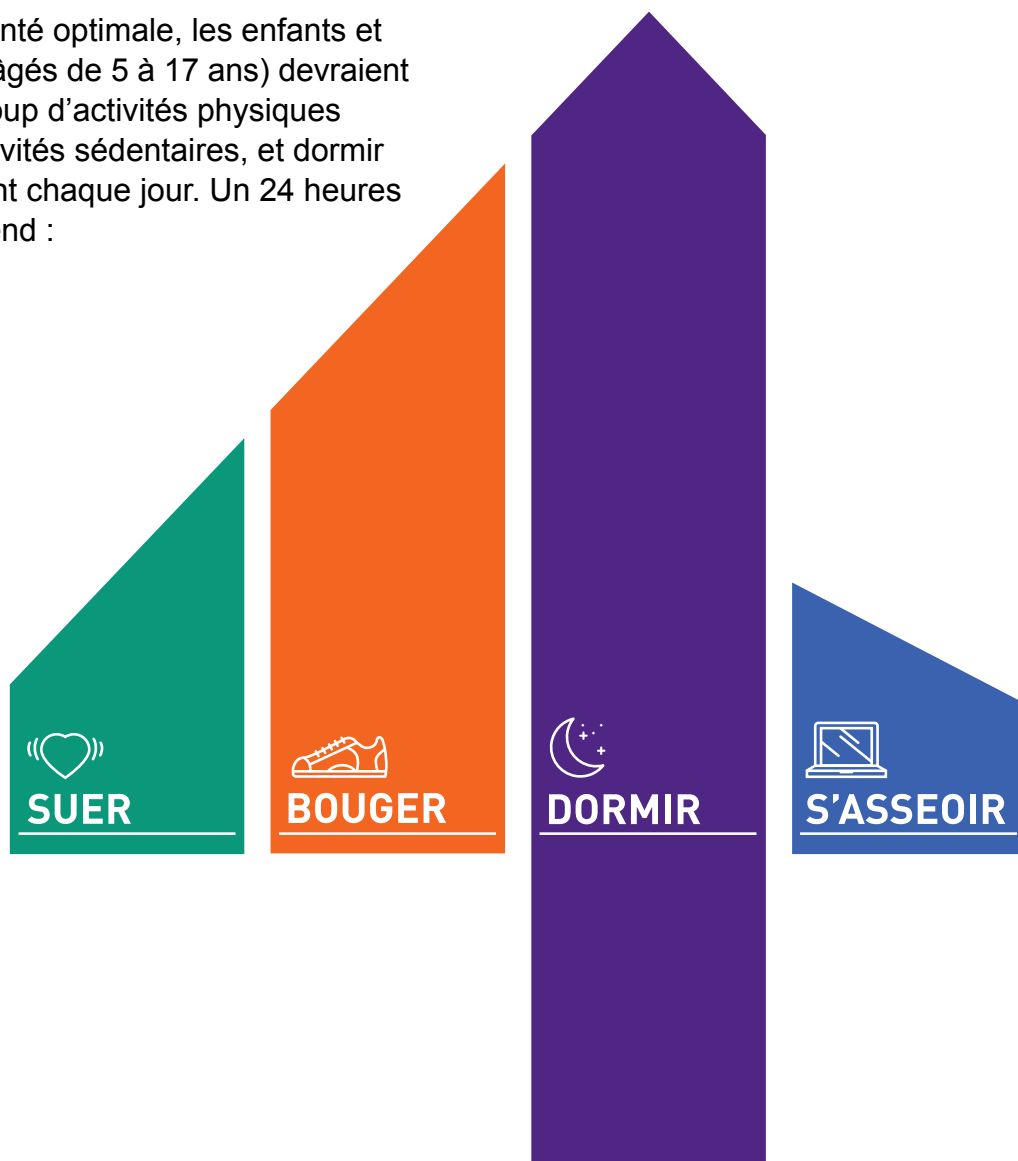 nté optimale, les enfants et
âgés de 5 à 17 ans) devraient
oup d’activités physiques
vités sédentaires, et dormir
nt chaque jour. Un 24 heures
end :
SUER
BOUGER
DORMIR
S’ASSEOIR